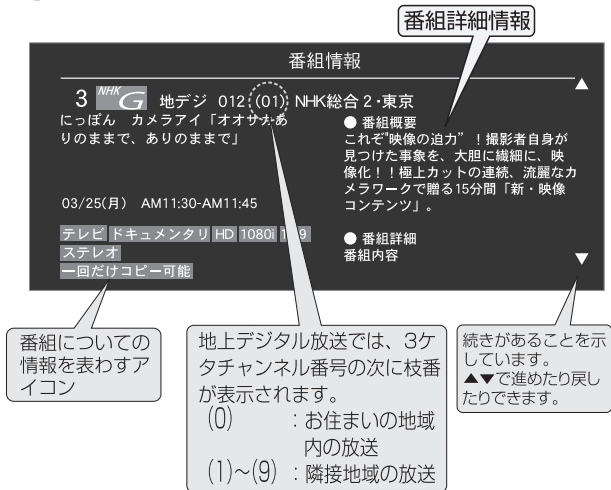 番組詳細情報
番組情報
3 NHK G 地デジ 012 (01) NHK総合2・東京
にっぽん カメラアイ「オオサナあ
りのままで、ありのままで」
03/25(月) AM11:30-AM11:45
テレビ ドキュメンタリ HD 1080i
ステレオ
一回だけコピー可能
● 番組概要
これぞ"映像の迫力”！撮影者自身が
見つけた事象を、大胆に繊細に、映
像化！！極上カットの連続、流麗なカ
メラワークで贈る15分間「新・映像
コンテンツ」。
● 番組詳細
番組内容
番組についての
情報を表わすア
イコン
地上デジタル放送では、3ケ
タチャンネル番号の次に枝番
が表示されます。
(0) ：お住まいの地域
内の放送
(1)~(9) ：隣接地域の放送
続きがあることを示
しています。
▲▼で進めたり戻し
たりできます。